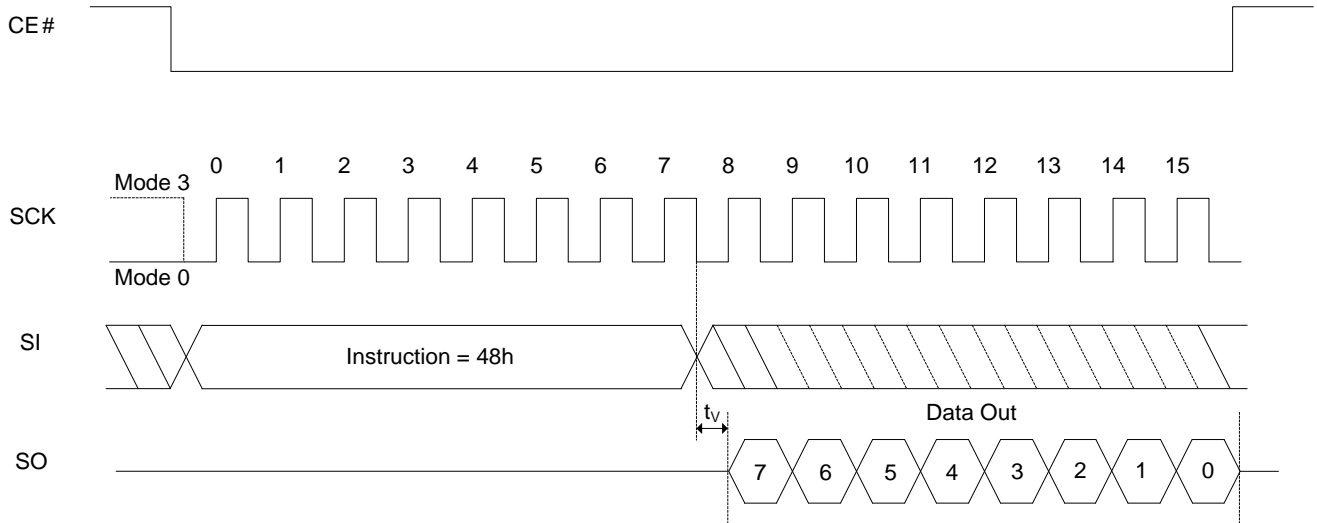 CE#
0 1 2 3 4 5 6 7 8 9 10 11 12 13 14 15
Mode 3
SCK
Mode 0
SI
Instruction = 48h
tV
Data Out
SO
7 6 5 4 3 2 1 0